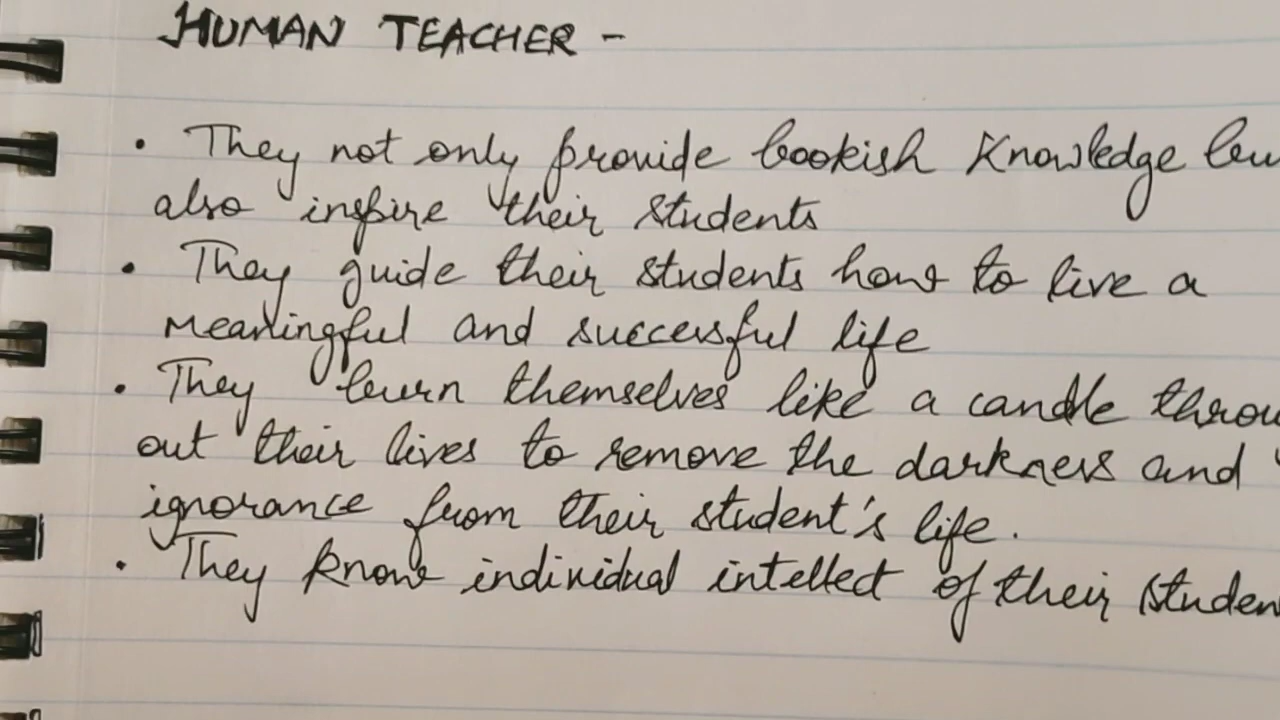 HUMAN TEACHER -
• They not only provide bookish Knowledge
also inspire their students
• They guide their students how to live a
meaningful and successful life
• They burn themselves like a candle throu
out their lives to remove the darkness and
ignorance from their student's life.
• They know individual intellect of their studen